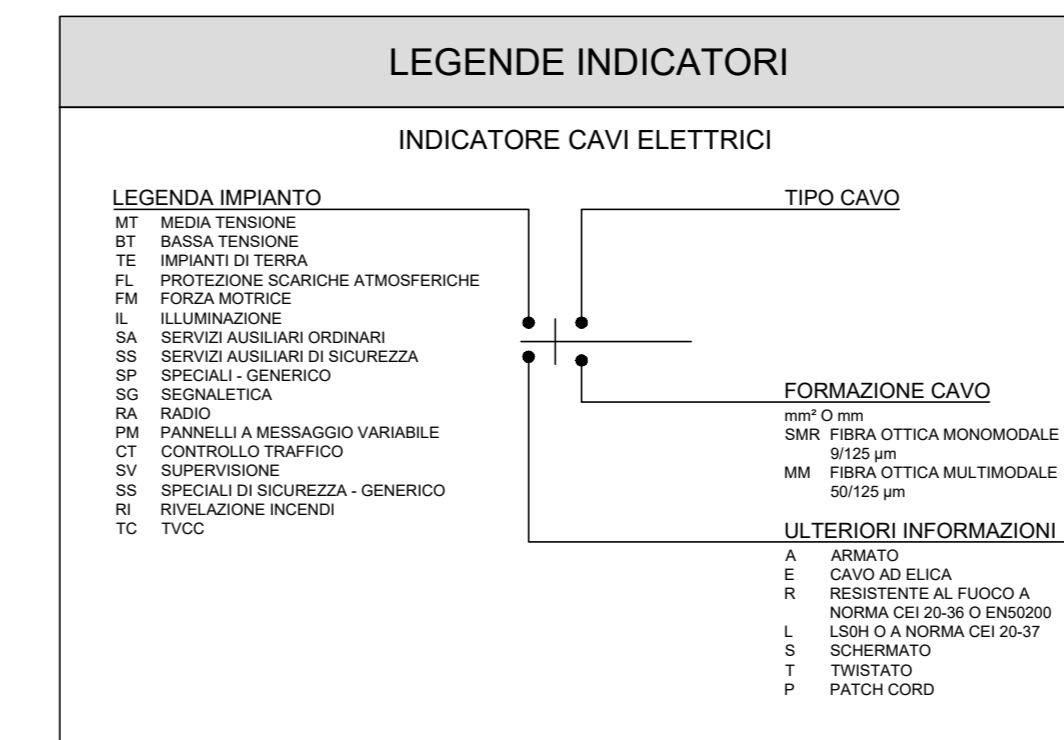 LEGENDE INDICATORI
INDICATORE CAVI ELETTRICI
LEGENDA IMPIANTO
MT MEDIA TENSIONE
BT BASSA TENSIONE
TE IMPIANTI DI TERRA
FL PROTEZIONE SCARICHE ATMOSFERICHE
FM FORZA MOTRICE
IL ILLUMINAZIONE
SA SERVIZI AUSILIARI ORDINARI
SS SERVIZI AUSILIARI DI SICUREZZA
SP SPECIALI - GENERICO
SG SEGNALETICA
RA RADIO
PM PANNELLI A MESSAGGIO VARIABILE
CT CONTROLLO TRAFFICO
SV SUPERVISIONE
SS SPECIALI DI SICUREZZA - GENERICO
RI RIVELAZIONE INCENDI
TC TVCC
TIPO CAVO
FORMAZIONE CAVO
mm² O mm
SMR FIBRA OTTICA MONOMODALE
9/125 µm
MM FIBRA OTTICA MULTIMODALE
50/125 µm
ULTERIORI INFORMAZIONI
A ARMATO
E CAVO AD ELICA
R RESISTENTE AL FUOCO A
NORMA CEI 20-36 O EN50200
L LS0H O A NORMA CEI 20-37
S SCHERMATO
T TWISTATO
P PATCH CORD